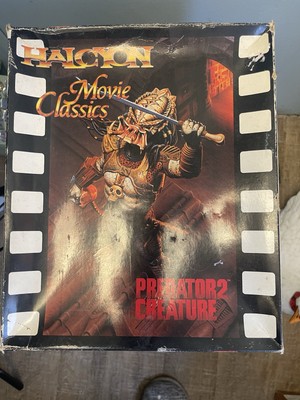 HALCYON
Movie
Classics
PREDATOR 2
CREATURE